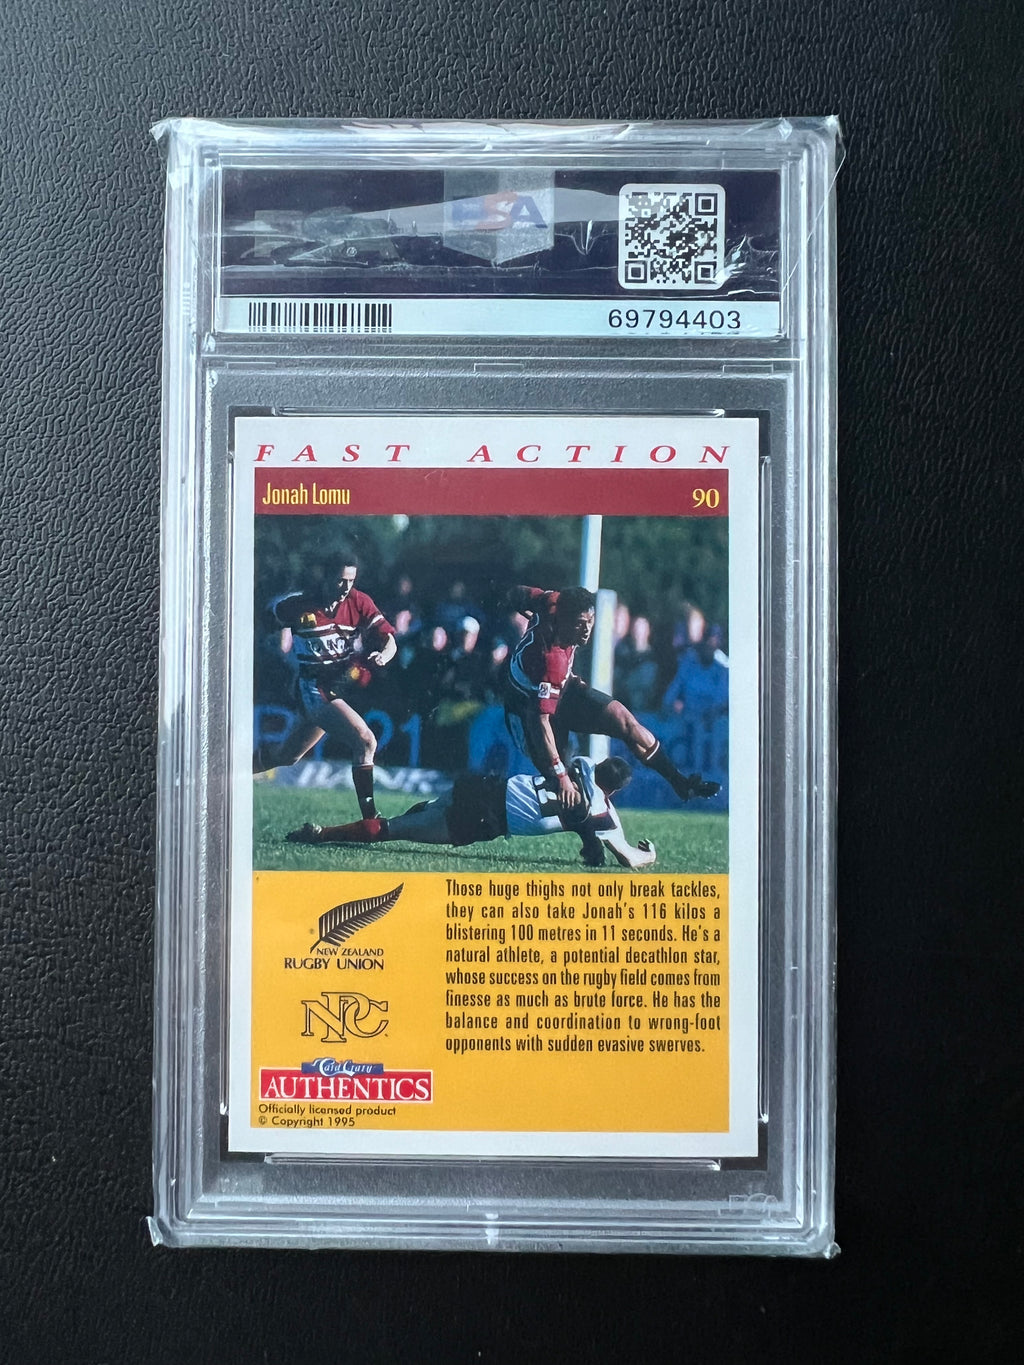 PSA
69794403
FAST ACTION
Jonah Lomu 90
BANK
Those huge thighs not only break tackles,
they can also take Jonah's 116 kilos a
blistering 100 metres in 11 seconds. He's a
natural athlete, a potential decathlon star,
whose success on the rugby field comes from
finesse as much as brute force. He has the
balance and coordination to wrong-foot
opponents with sudden evasive swerves.
® NEW ZEALAND
RUGBY UNION
NPC
Card Crazy
AUTHENTICS
Officially licensed product
© Copyright 1995